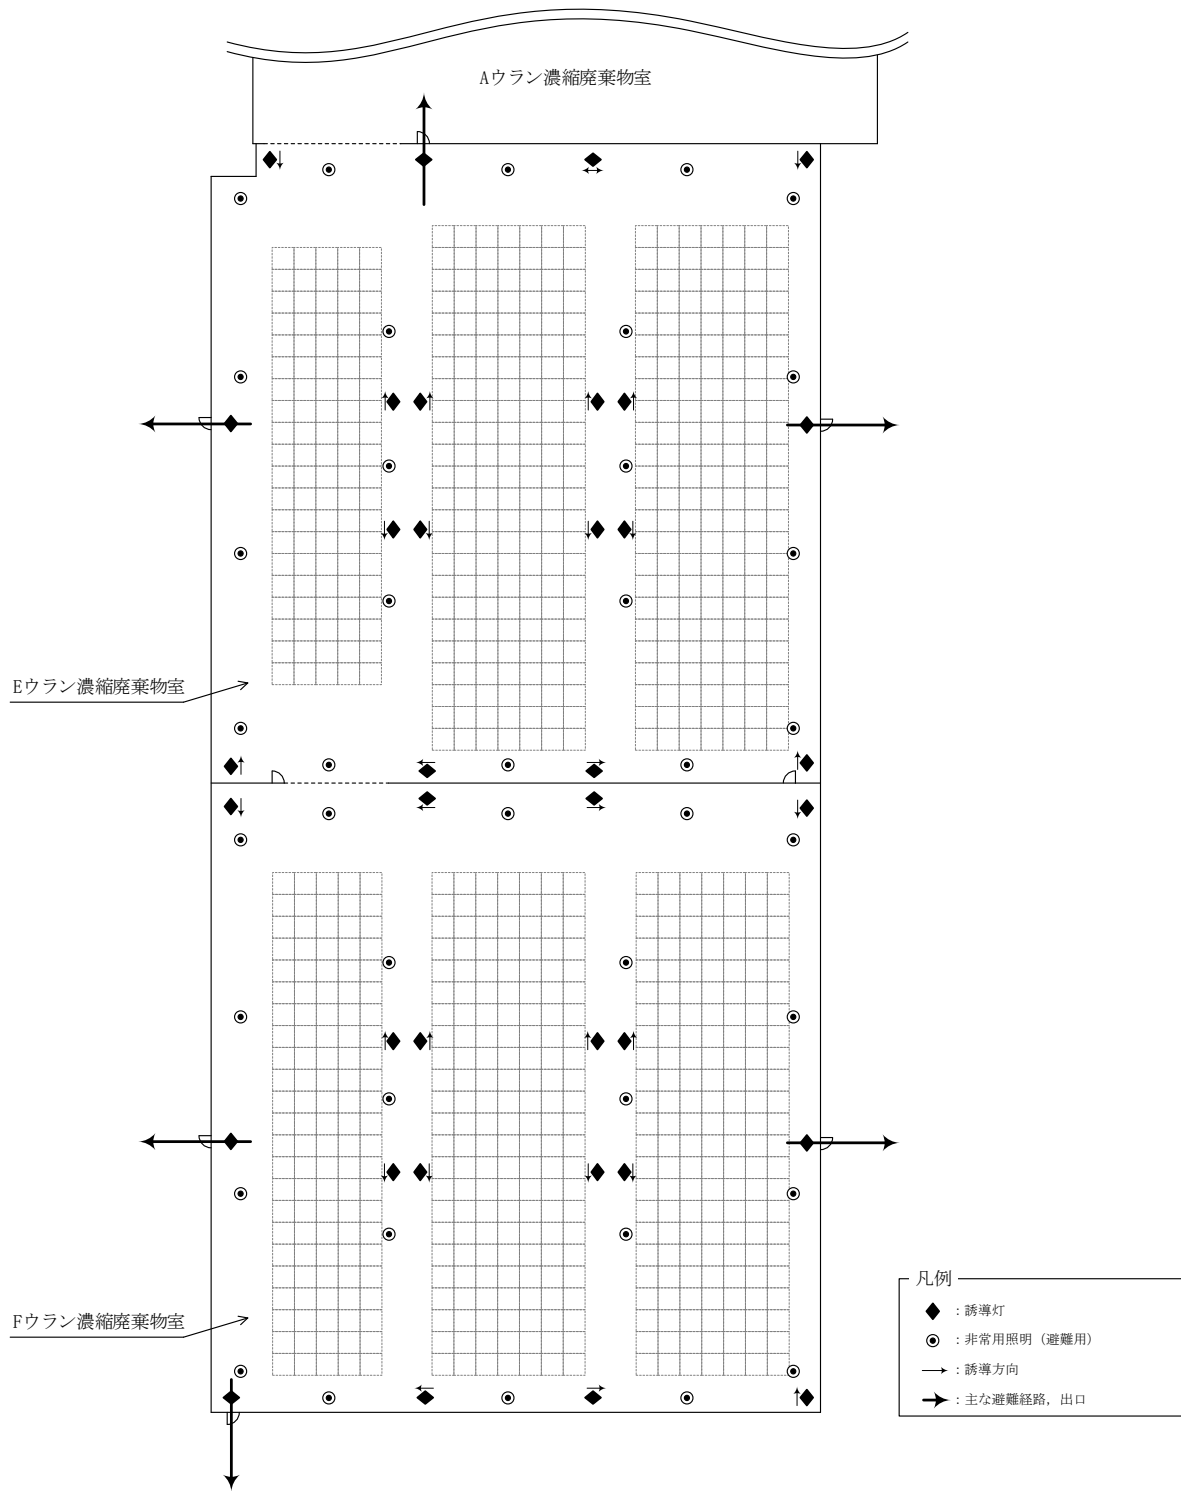 Aウラン濃縮廃棄物室
Eウラン濃縮廃棄物室
Fウラン濃縮廃棄物室
凡例
：誘導灯
：非常用照明（避難用）
：誘導方向
：主な避難経路，出口